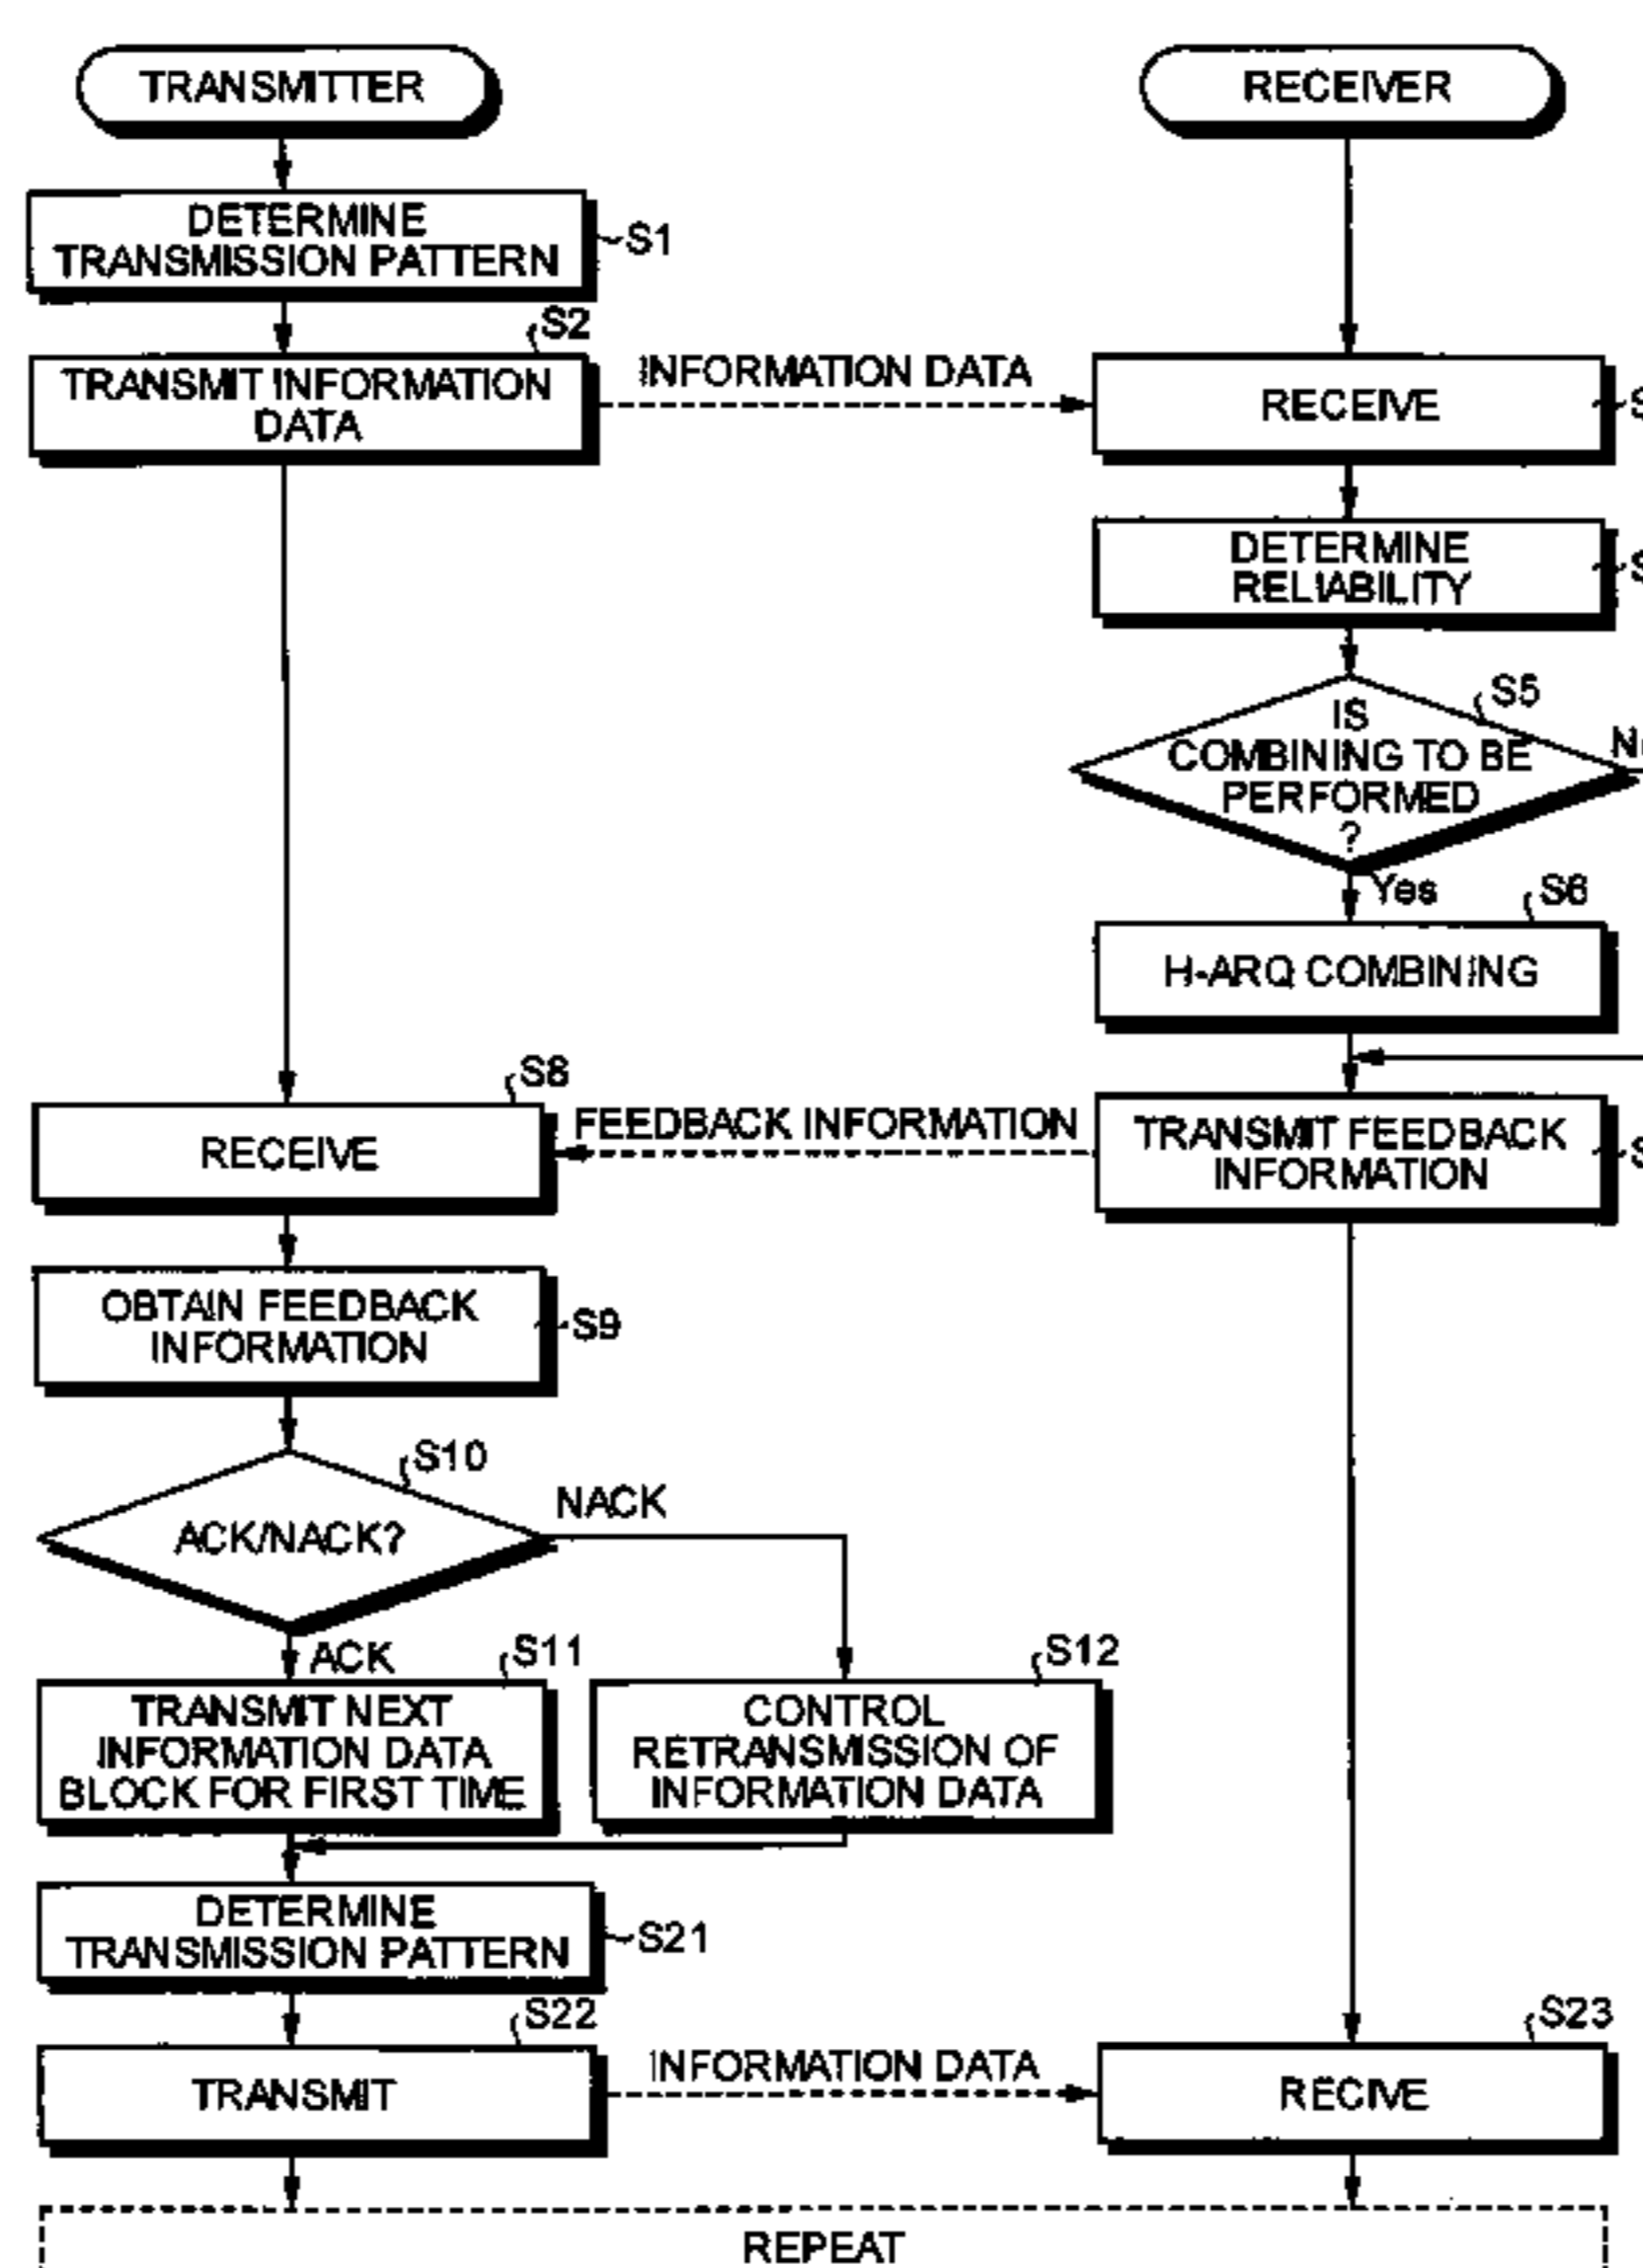 TRANSMITTER
RECEIVER
DETERMINE
TRANSMISSION PATTERN
S1
S2
TRANSMIT INFORMATION
DATA
INFORMATION DATA
RECEIVE
DETERMINE
RELIABILITY
S5
IS
COMBINING TO BE
PERFORMED
?
Yes
S6
H-ARQ COMBINING
S8
RECEIVE
FEEDBACK INFORMATION
TRANSMIT FEEDBACK
INFORMATION
OBTAIN FEEDBACK
INFORMATION
S9
S10
ACK/NACK?
NACK
ACK
S11
TRANSMIT NEXT
INFORMATION DATA
BLOCK FOR FIRST TIME
S12
CONTROL
RETRANSMISSION OF
INFORMATION DATA
DETERMINE
TRANSMISSION PATTERN
S21
S22
TRANSMIT
INFORMATION DATA
S23
RECIVE
REPEAT